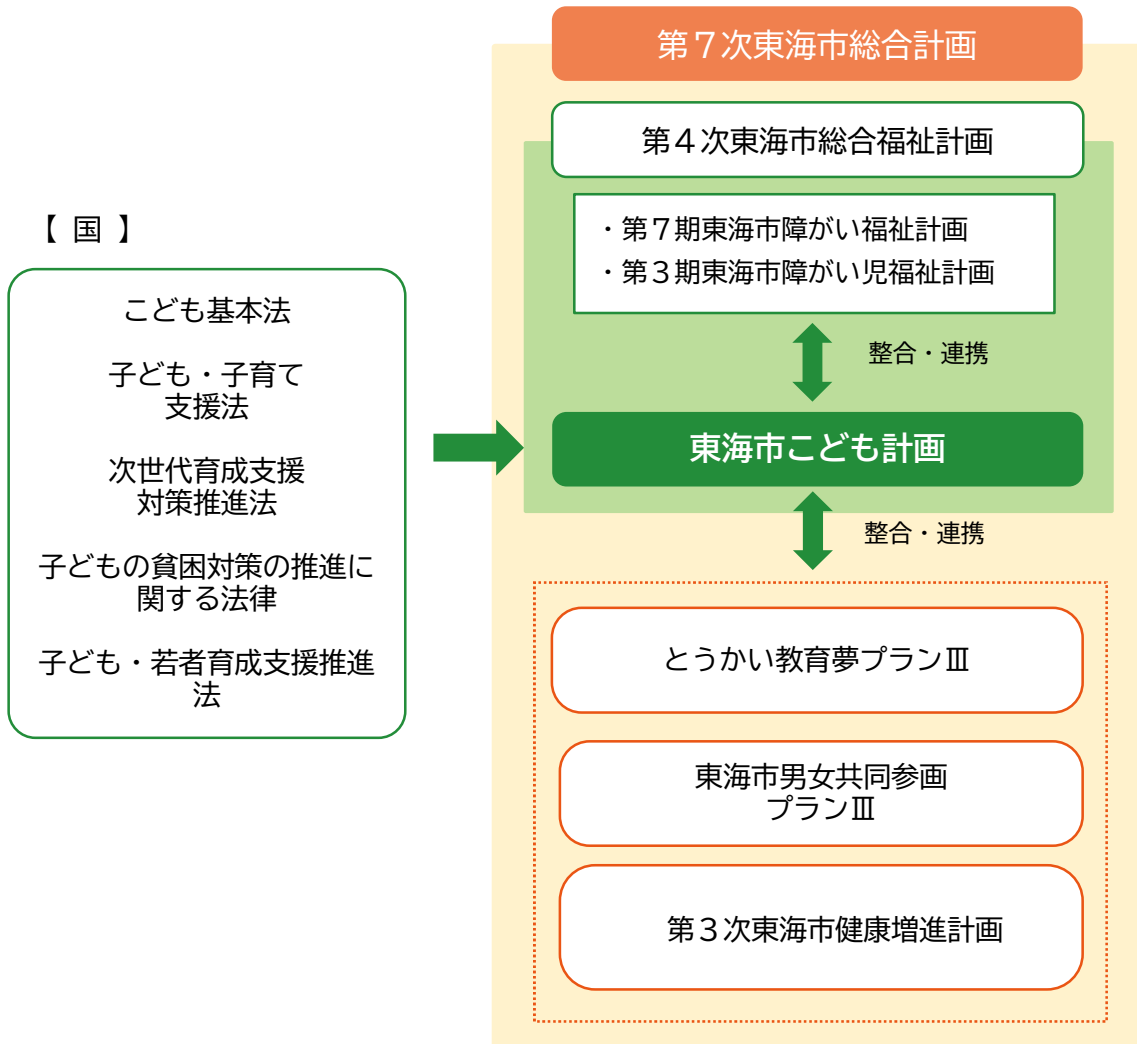 第７次東海市総合計画
第４次東海市総合福祉計画
・第７期東海市障がい福祉計画
・第３期東海市障がい児福祉計画
整合・連携
東海市こども計画
整合・連携
とうかい教育夢プランⅢ
東海市男女共同参画
プランⅢ
第３次東海市健康増進計画
【 国 】
こども基本法
子ども・子育て
支援法
次世代育成支援
対策推進法
子どもの貧困対策の推進に
関する法律
子ども・若者育成支援推進
法